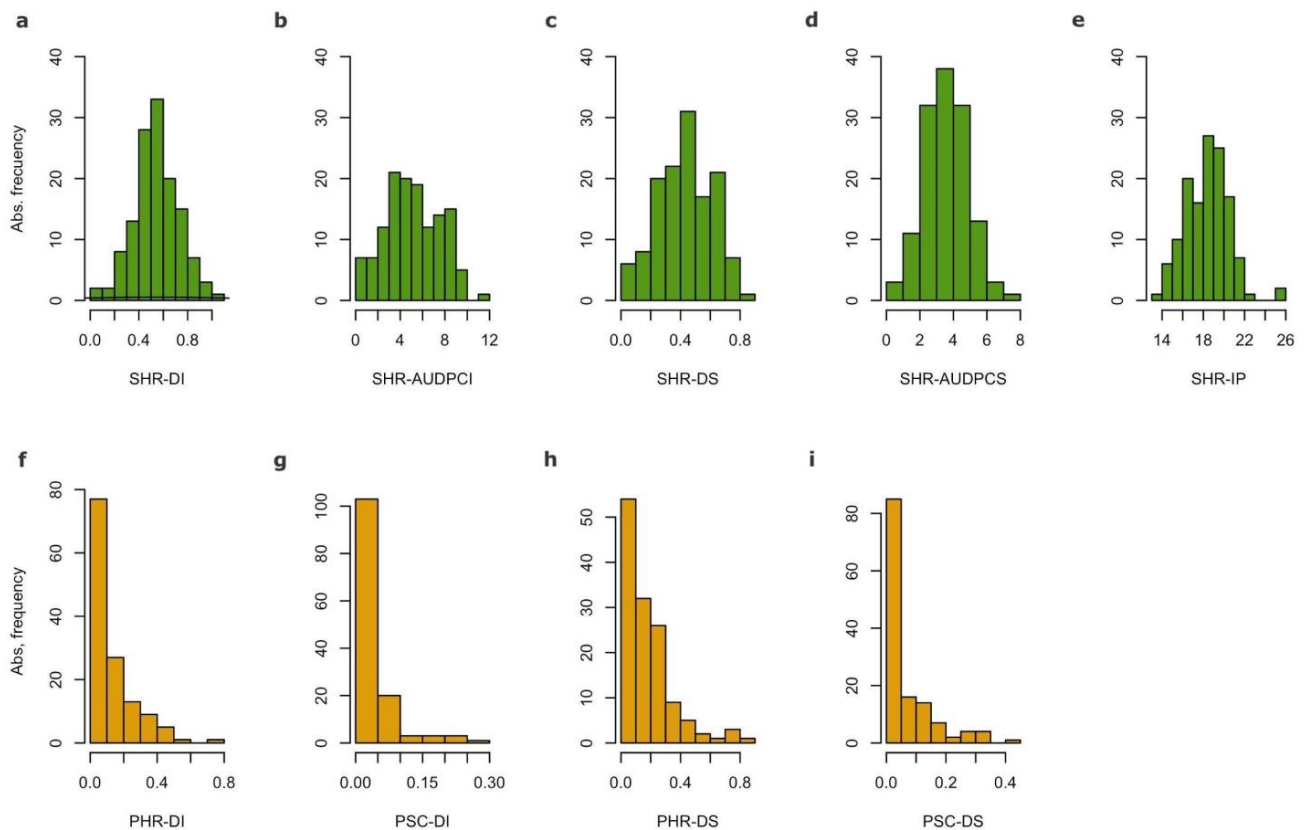 a b c d e
Abs. frecuency
0 10 20 30 40
0.0 0.4 0.8
SHR-DI
0 10 20 30 40
0 4 8 12
SHR-AUDPCI
0 10 20 30 40
0.0 0.4 0.8
SHR-DS
0 10 20 30 40
0 2 4 6 8
SHR-AUDPCS
0 10 20 30 40
14 18 22 26
SHR-IP
f g h i
Abs, frequency
0 20 40 60 80
0.0 0.4 0.8
PHR-DI
0 20 40 60 80 100
0.00 0.15 0.30
PSC-DI
0 10 20 30 40 50
0.0 0.4 0.8
PHR-DS
0 20 40 60 80
0.0 0.2 0.4
PSC-DS